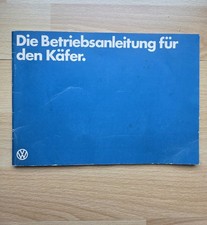 Die Betriebsanleitung für
den Käfer.